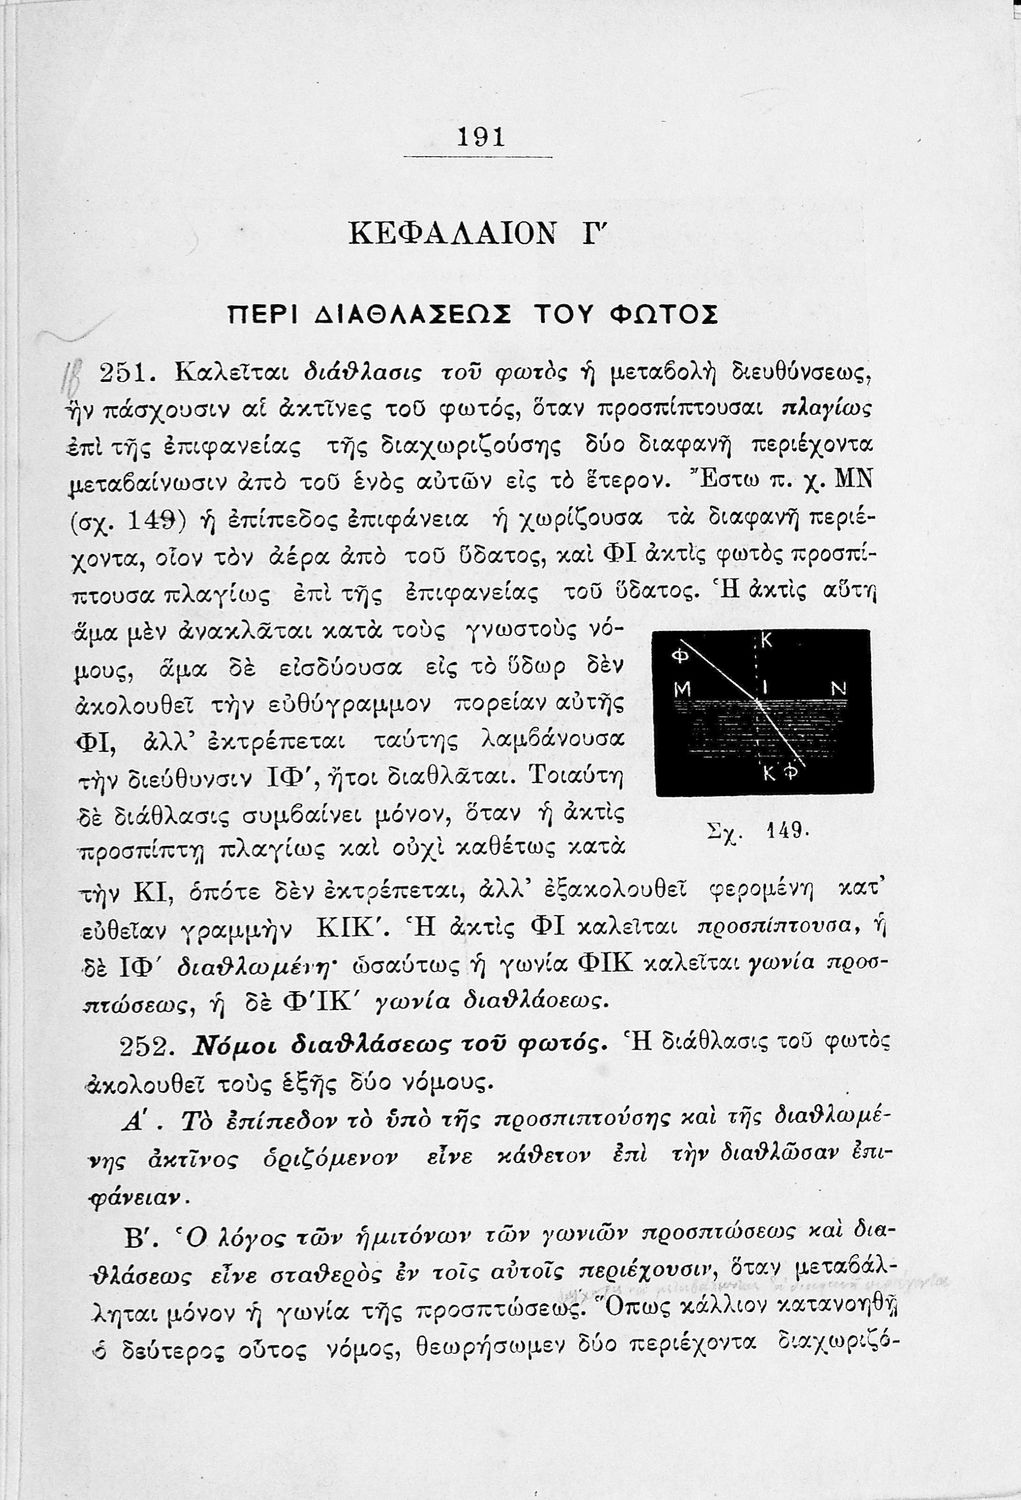 191
ΚΕΦΑΛΑΙΟΝ Γ΄
ΠΕΡΙ ΔΙΑΘΛΑΣΕΩΣ ΤΟΥ ΦΩΤΟΣ
251. Καλεῖται διάθλασις τοῦ φωτὸς ἡ μεταβολὴ διευθύνσεως,
ἣν πάσχουσιν αἱ ἀκτῖνες τοῦ φωτός, ὅταν προσπίπτουσαι πλαγίως
ἐπὶ τῆς ἐπιφανείας τῆς διαχωριζούσης δύο διαφανῆ περιέχοντα
μεταβαίνωσιν ἀπὸ τοῦ ἑνὸς αὐτῶν εἰς τὸ ἕτερον. Ἔστω π. χ. ΜΝ
(σχ. 149) ἡ ἐπίπεδος ἐπιφάνεια ἡ χωρίζουσα τὰ διαφανῆ περιέ-
χοντα, οἷον τὸν ἀέρα ἀπὸ τοῦ ὕδατος, καὶ ΦΙ ἀκτὶς φωτὸς προσπί-
πτουσα πλαγίως ἐπὶ τῆς ἐπιφανείας τοῦ ὕδατος. Ἡ ἀκτὶς αὕτη
ἅμα μὲν ἀνακλᾶται κατὰ τοὺς γνωστοὺς νό-
μους, ἅμα δὲ εἰσδύουσα εἰς τὸ ὕδωρ δὲν
ἀκολουθεῖ τὴν εὐθύγραμμον πορείαν αὐτῆς
ΦΙ, ἀλλ' ἐκτρέπεται ταύτης λαμβάνουσα
τὴν διεύθυνσιν ΙΦ', ἤτοι διαθλᾶται. Τοιαύτη
δὲ διάθλασις συμβαίνει μόνον, ὅταν ἡ ἀκτὶς
προσπίπτῃ πλαγίως καὶ οὐχὶ καθέτως κατὰ
Κ
Φ
Μ Ι Ν
Κ Φ
Σχ. 149.
τὴν ΚΙ, ὁπότε δὲν ἐκτρέπεται, ἀλλ' ἐξακολουθεῖ φερομένη κατ'
εὐθεῖαν γραμμὴν ΚΙΚ'. Ἡ ἀκτὶς ΦΙ καλεῖται προσπίπτουσα, ἡ
δὲ ΙΦ' διαθλωμένη· ὡσαύτως ἡ γωνία ΦΙΚ καλεῖται γωνία προσ-
πτώσεως, ἡ δὲ Φ'ΙΚ' γωνία διαθλάοεως.
252. Νόμοι διαθλάσεως τοῦ φωτός. Ἡ διάθλασις τοῦ φωτὸς
ἀκολουθεῖ τοὺς ἑξῆς δύο νόμους.
Α'. Τὸ ἐπίπεδον τὸ ὑπὸ τῆς προσπιπτούσης καὶ τῆς διαθλωμέ-
νης ἀκτῖνος ὁριζόμενον εἶνε κάθετον ἐπὶ τὴν διαθλῶσαν ἐπι-
φάνειαν.
Β'. Ὁ λόγος τῶν ἡμιτόνων τῶν γωνιῶν προσπτώσεως καὶ δια-
θλάσεως εἶνε σταθερὸς ἐν τοῖς αὐτοῖς περιέχουσιν, ὅταν μεταβάλ-
ληται μόνον ἡ γωνία τῆς προσπτώσεως. Ὅπως κάλλιον κατανοηθῇ
ὁ δεύτερος οὗτος νόμος, θεωρήσωμεν δύο περιέχοντα διαχωριζό-